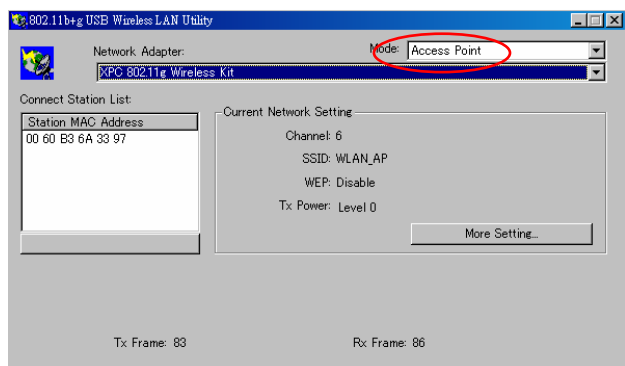 802.11b+g USB Wireless LAN Utility
Network Adapter:
Mode: Access Point
XPC 802.11g Wireless Kit
Connect Station List:
Station MAC Address
00 60 B3 6A 33 97
Current Network Setting
Channel: 6
SSID: WLAN_AP
WEP: Disable
Tx Power: Level 0
More Setting...
Tx Frame: 83
Rx Frame: 86